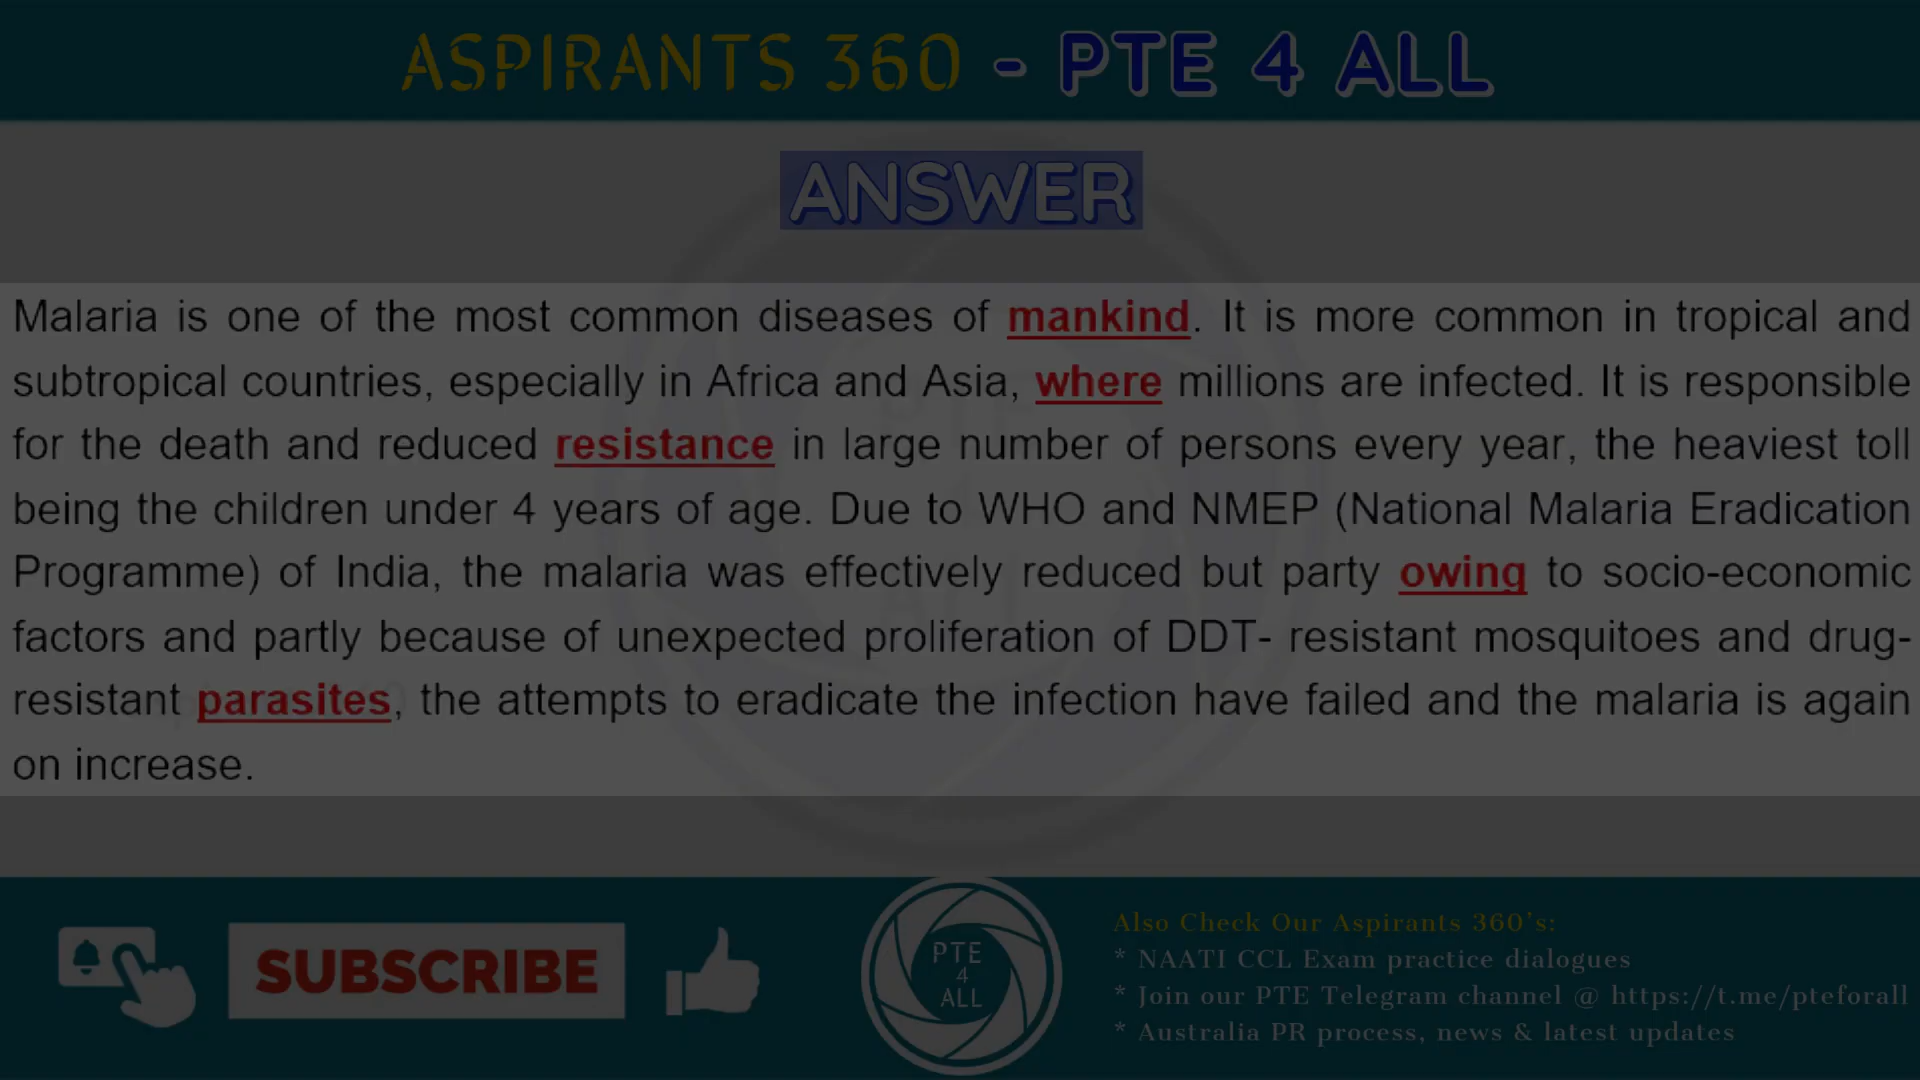 ASPIRANTS 360 - PTE 4 ALL
ANSWER
Malaria is one of the most common diseases of mankind. It is more common in tropical and
subtropical countries, especially in Africa and Asia, where millions are infected. It is responsible
for the death and reduced resistance in large number of persons every year, the heaviest toll
being the children under 4 years of age. Due to WHO and NMEP (National Malaria Eradication
Programme) of India, the malaria was effectively reduced but party owing to socio-economic
factors and partly because of unexpected proliferation of DDT- resistant mosquitoes and drug-
resistant parasites, the attempts to eradicate the infection have failed and the malaria is again
on increase.
SUBSCRIBE
PTE
4
ALL
Also Check Our Aspirants 360's:
* NAATI CCL Exam practice dialogues
* Join our PTE Telegram channel @ https://t.me/pteforall
* Australia PR process, news & latest updates